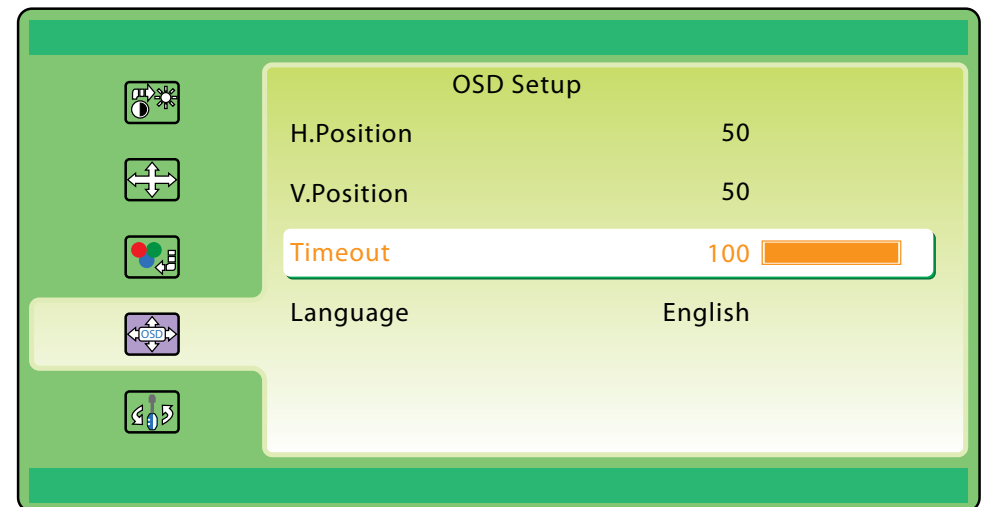 OSD Setup
H.Position 50
V.Position 50
Timeout 100
Language English
OSD